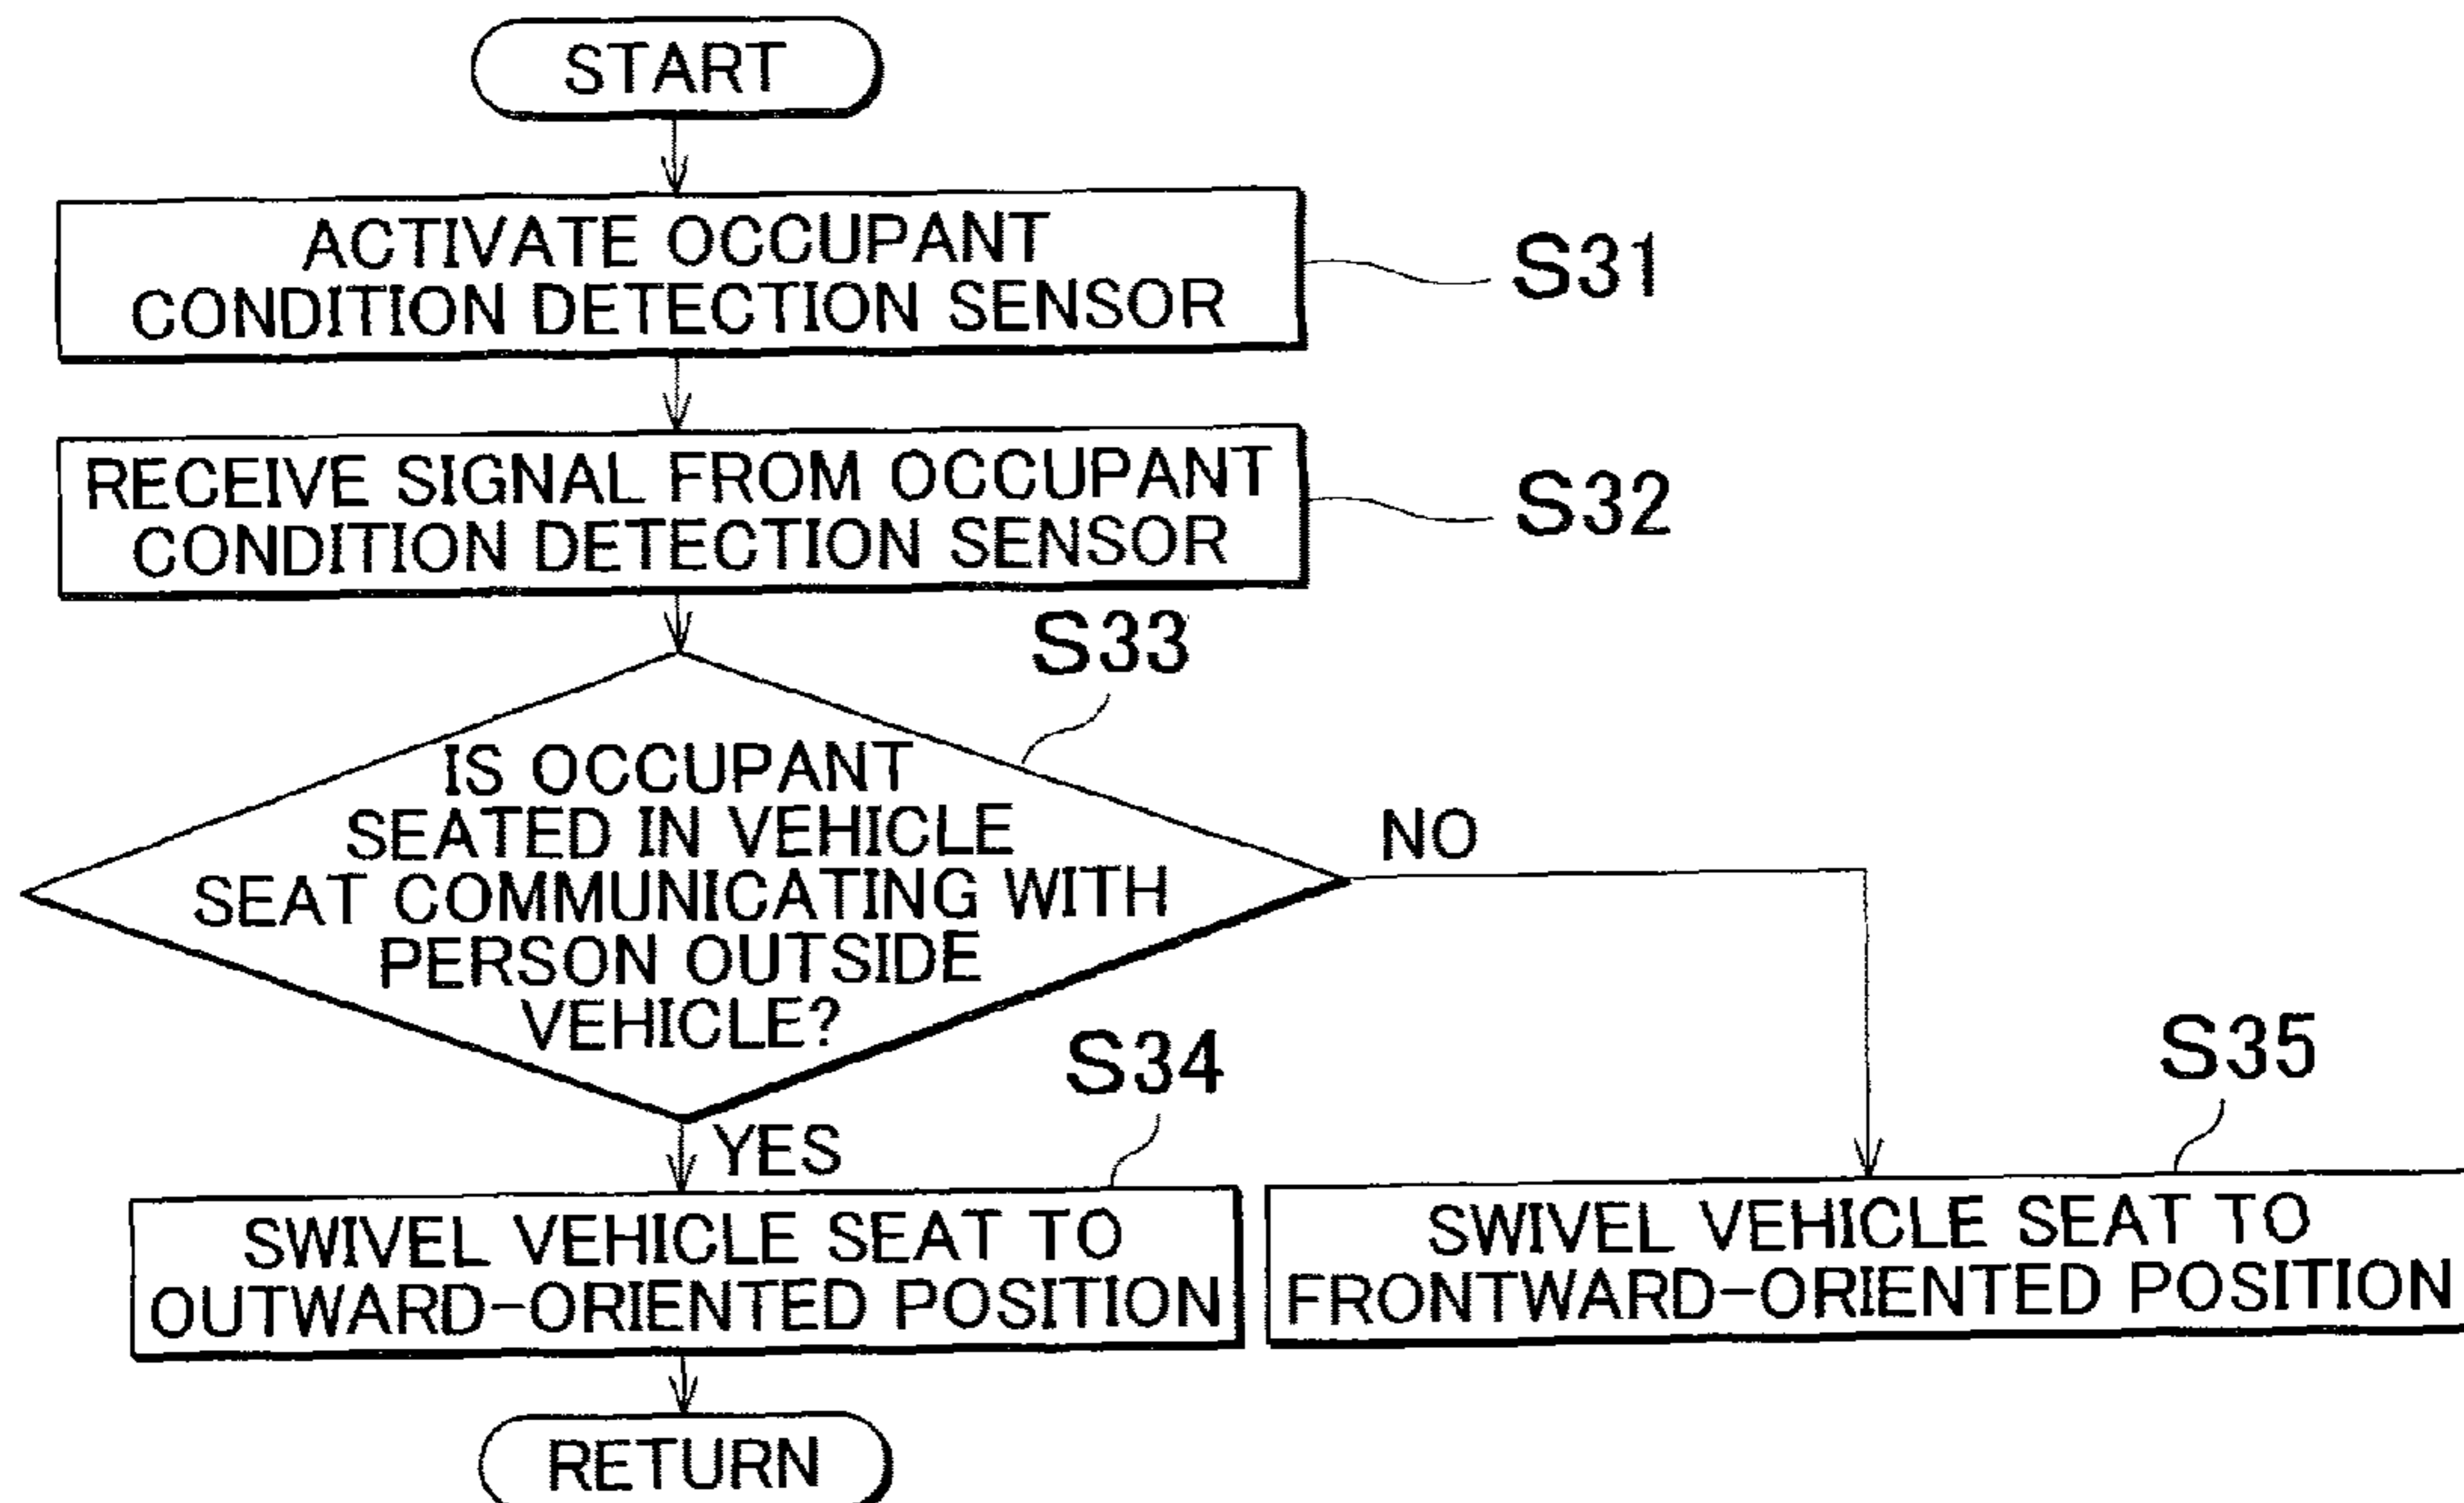 START
ACTIVATE OCCUPANT
CONDITION DETECTION SENSOR
S31
RECEIVE SIGNAL FROM OCCUPANT
CONDITION DETECTION SENSOR
S32
S33
IS OCCUPANT
SEATED IN VEHICLE
SEAT COMMUNICATING WITH
PERSON OUTSIDE
VEHICLE?
NO
YES
S34
SWIVEL VEHICLE SEAT TO
OUTWARD-ORIENTED POSITION
S35
SWIVEL VEHICLE SEAT TO
FRONTWARD-ORIENTED POSITION
RETURN